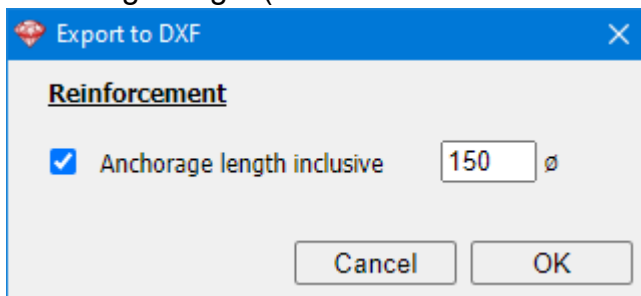 Export to DXF
Reinforcement
Anchorage length inclusive 150 ø
Cancel OK